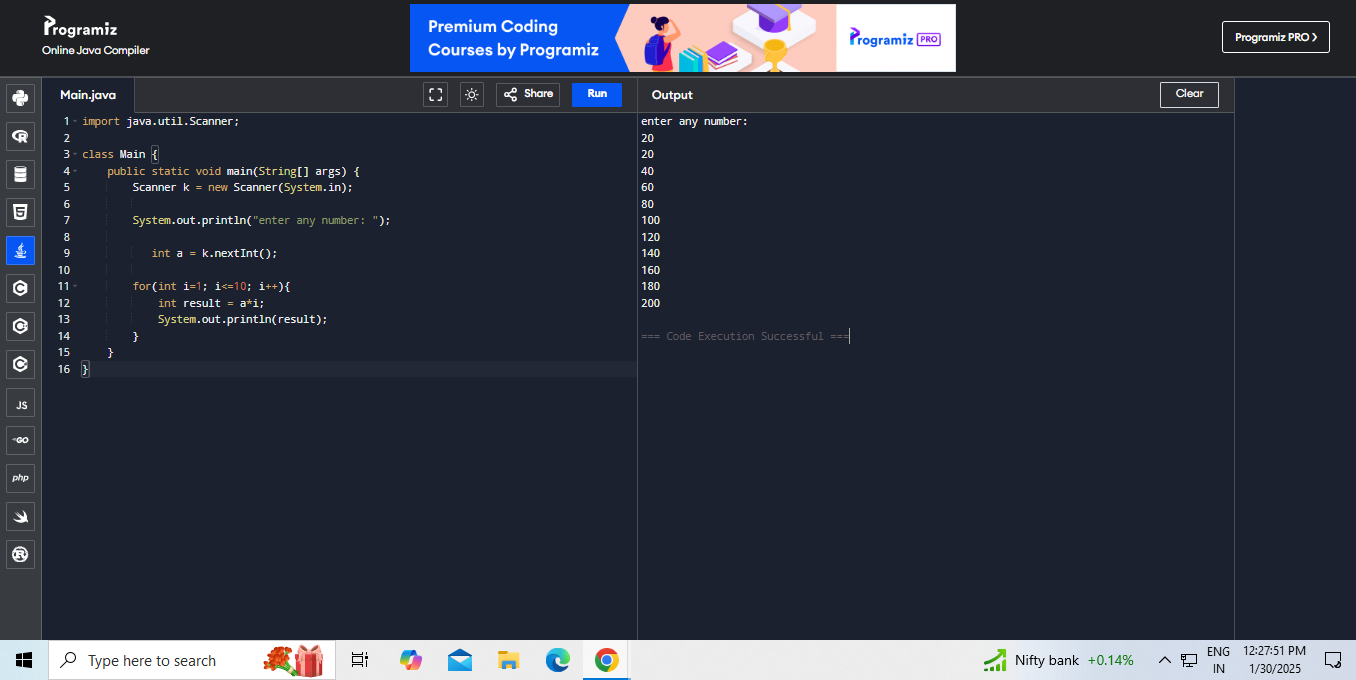 Programiz
Online Java Compiler
Premium Coding
Courses by Programiz
Programiz PRO
Programiz PRO >
Main.java
Share
Run
Output
Clear
1 import java.util.Scanner;
2
3 class Main {
4     public static void main(String[] args) {
5         Scanner k = new Scanner(System.in);
6
7         System.out.println("enter any number: ");
8
9            int a = k.nextInt();
10
11         for(int i=1; i<=10; i++){
12             int result = a*i;
13             System.out.println(result);
14         }
15     }
16 }
enter any number:
20
20
40
60
80
100
120
140
160
180
200
=== Code Execution Successful ===
JS
GO
php
Type here to search
Nifty bank +0.14%
ENG
IN
12:27:51 PM
1/30/2025